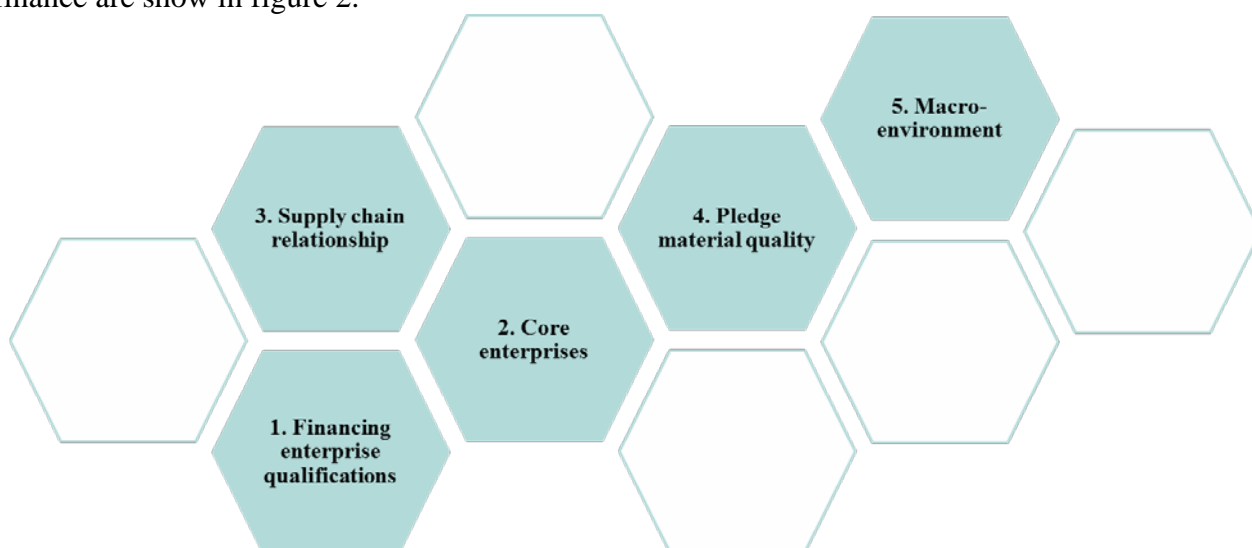 finance are show in figure 2.
5. Macro-
environment
3. Supply chain
relationship
4. Pledge
material quality
2. Core
enterprises
1. Financing
enterprise
qualifications